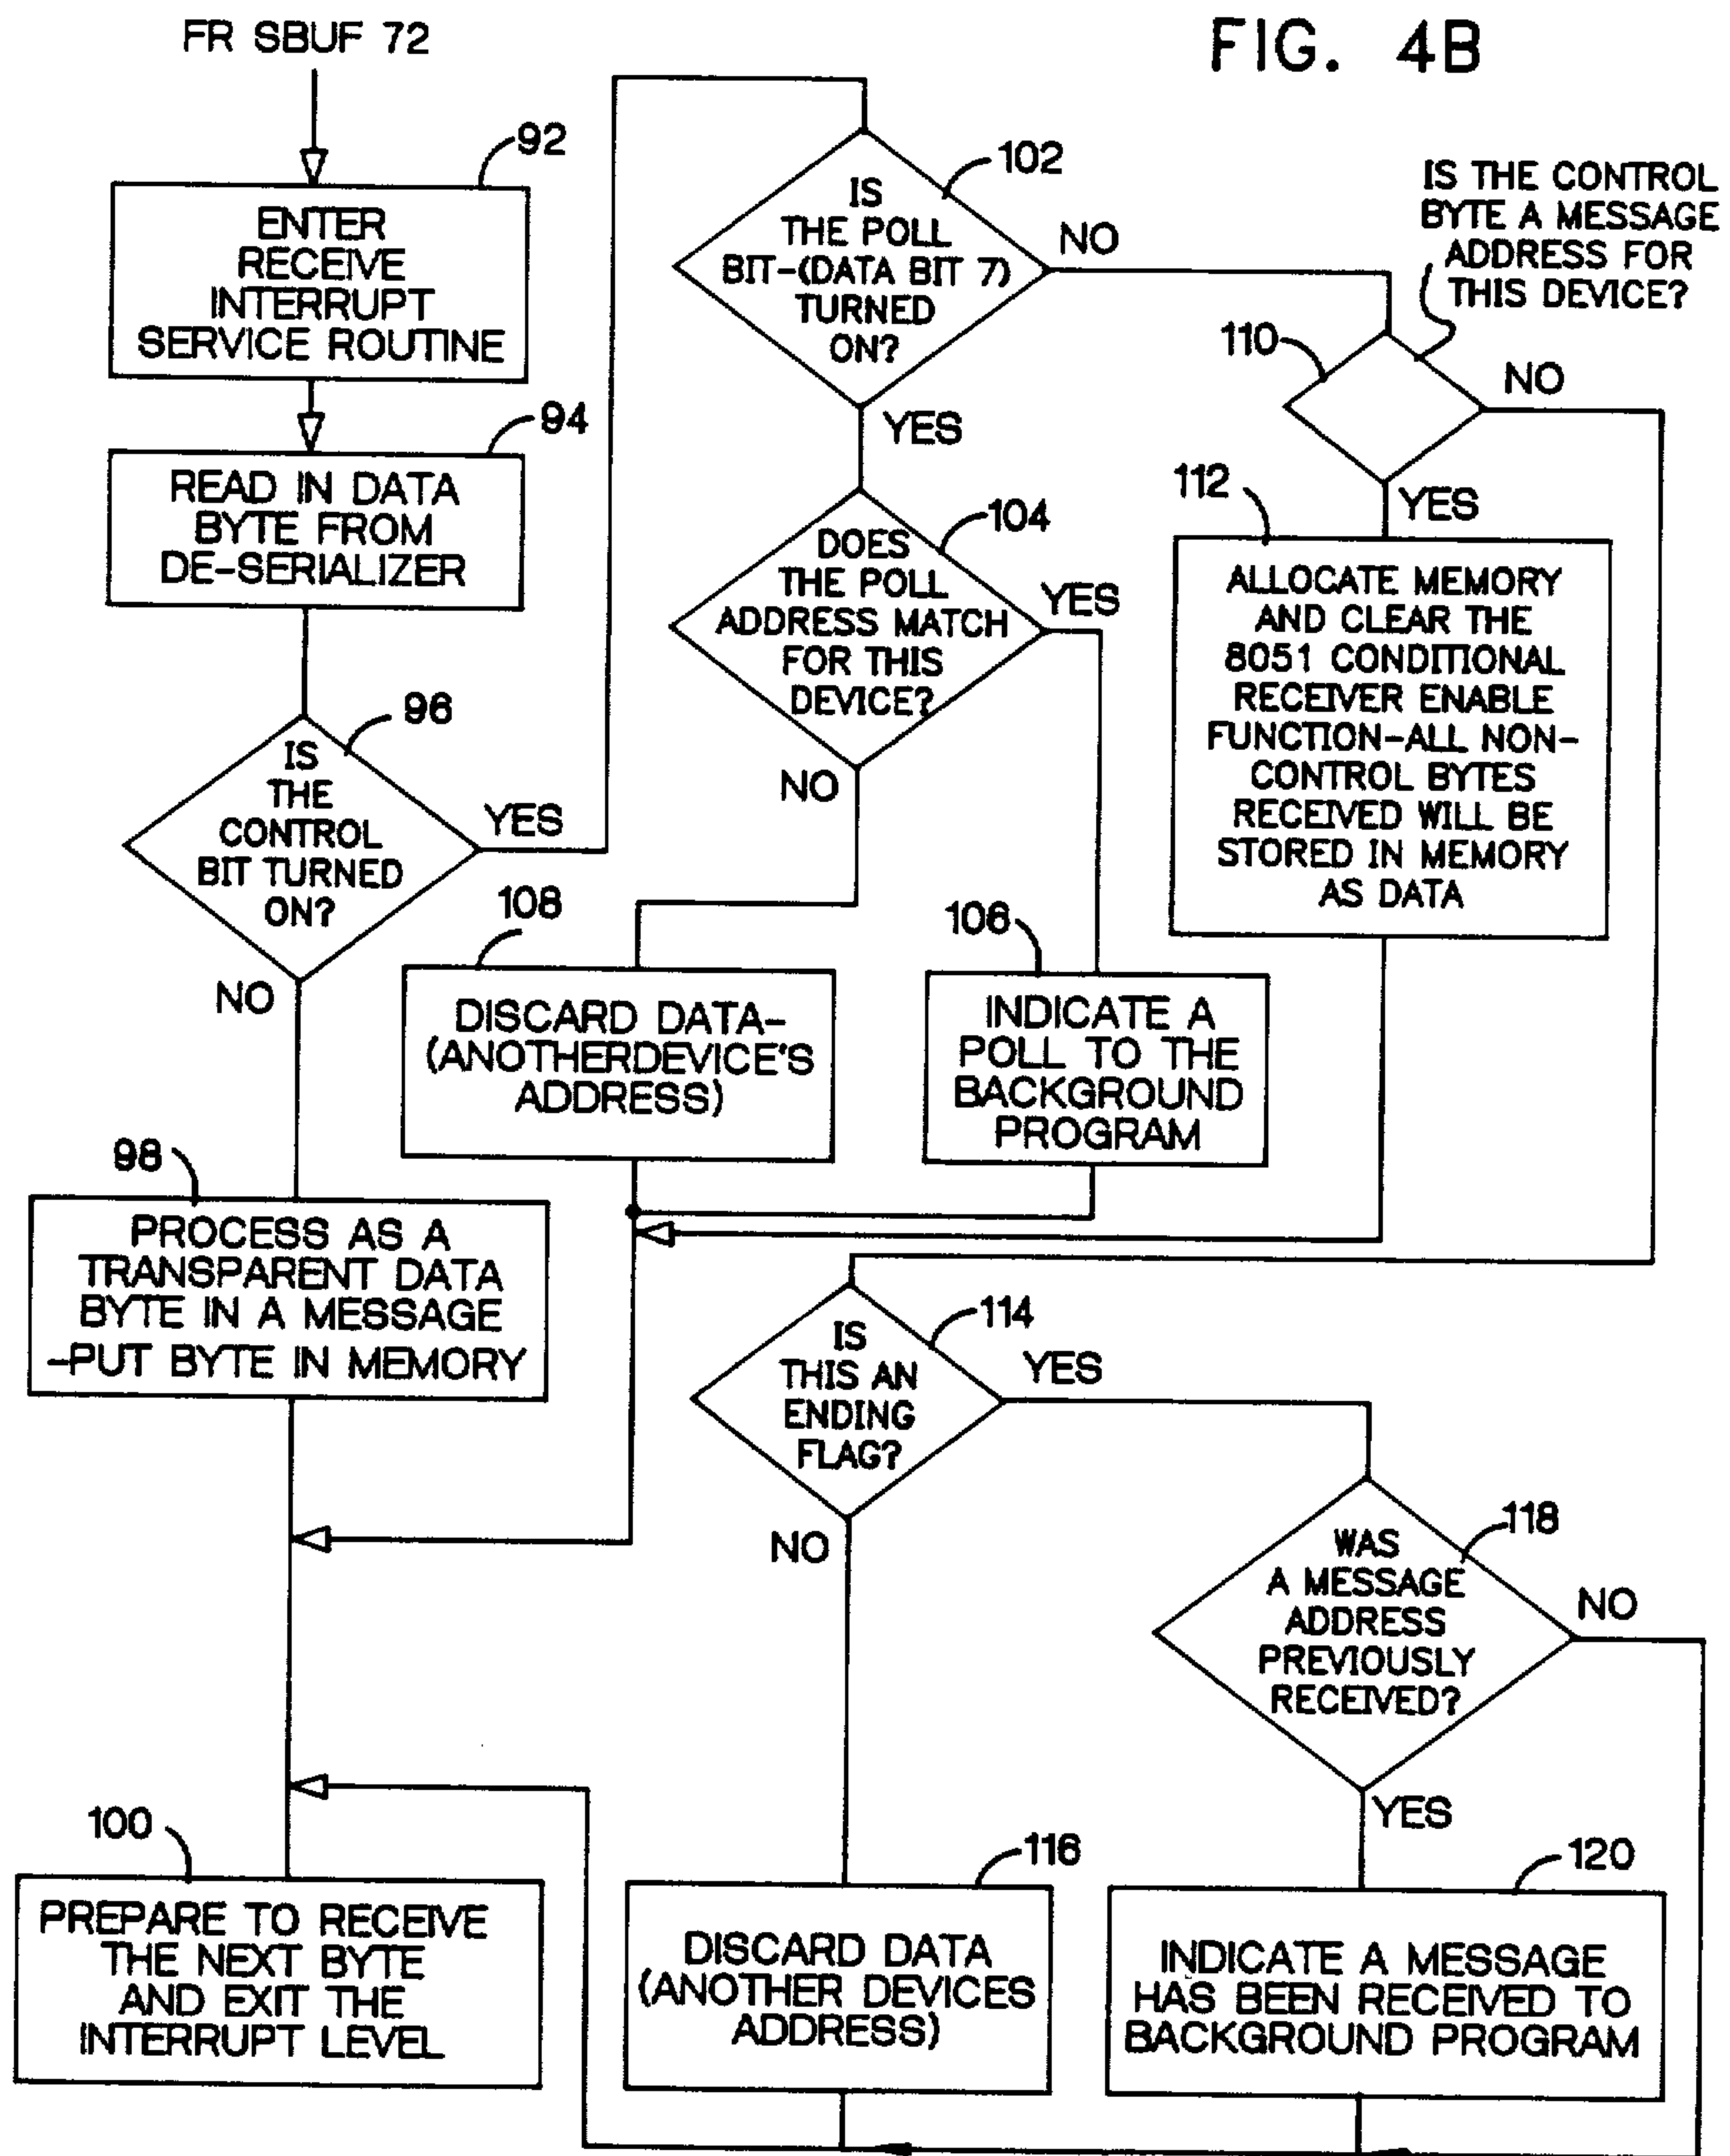 FR SBUF 72
FIG. 4B
92
ENTER
RECEIVE
INTERRUPT
SERVICE ROUTINE
94
READ IN DATA
BYTE FROM
DE-SERIALIZER
96
IS
THE
CONTROL
BIT TURNED
ON?
YES
NO
98
PROCESS AS A
TRANSPARENT DATA
BYTE IN A MESSAGE
-PUT BYTE IN MEMORY
100
PREPARE TO RECEIVE
THE NEXT BYTE
AND EXIT THE
INTERRUPT LEVEL
102
IS
THE POLL
BIT-(DATA BIT 7)
TURNED
ON?
NO
YES
104
DOES
THE POLL
ADDRESS MATCH
FOR THIS
DEVICE?
YES
NO
108
DISCARD DATA-
(ANOTHERDEVICE'S
ADDRESS)
106
INDICATE A
POLL TO THE
BACKGROUND
PROGRAM
IS THE CONTROL
BYTE A MESSAGE
ADDRESS FOR
THIS DEVICE?
110
NO
YES
112
ALLOCATE MEMORY
AND CLEAR THE
8051 CONDITIONAL
RECEIVER ENABLE
FUNCTION-ALL NON-
CONTROL BYTES
RECEIVED WILL BE
STORED IN MEMORY
AS DATA
114
IS
THIS AN
ENDING
FLAG?
YES
NO
116
DISCARD DATA
(ANOTHER DEVICES
ADDRESS)
118
WAS
A MESSAGE
ADDRESS
PREVIOUSLY
RECEIVED?
NO
YES
120
INDICATE A MESSAGE
HAS BEEN RECEIVED TO
BACKGROUND PROGRAM